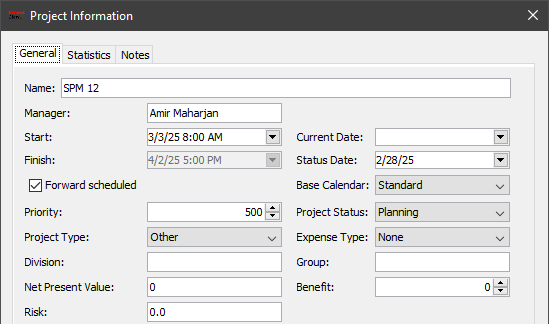 Project Information
General Statistics Notes
Name: SPM 12
Manager: Amir Maharjan
Start: 3/3/25 8:00 AM Current Date:
Finish: 4/2/25 5:00 PM Status Date: 2/28/25
Forward scheduled Base Calendar: Standard
Priority: 500 Project Status: Planning
Project Type: Other Expense Type: None
Division: Group:
Net Present Value: 0 Benefit: 0
Risk: 0.0